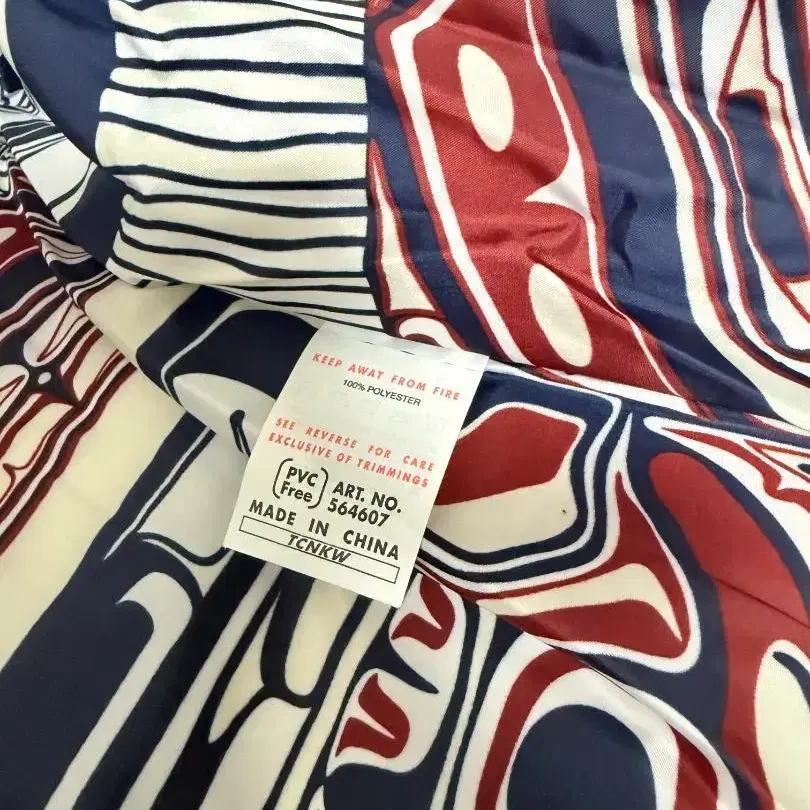 KEEP AWAY FROM FIRE
100% POLYESTER
SEE REVERSE FOR CARE
EXCLUSIVE OF TRIMMINGS
PVC Free
ART. NO.
564607
MADE IN CHINA
TCNKW